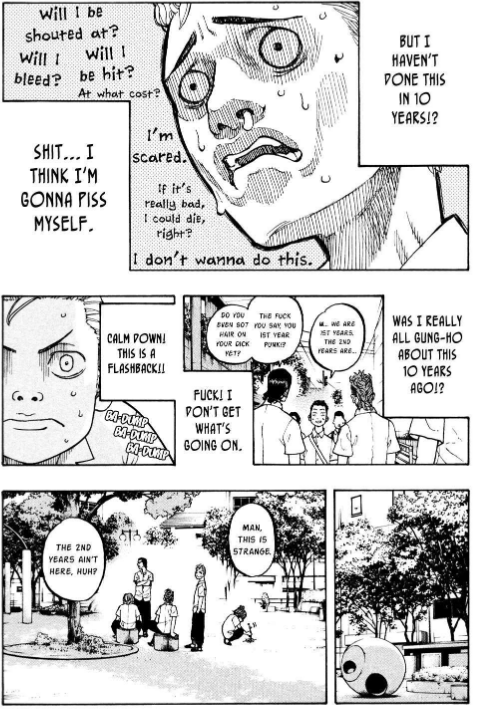 Will I be
shouted at?
Will I
bleed?
Will I
be hit?
At what cost?
BUT I
HAVEN'T
DONE THIS
IN 10
YEARS!?
I'm
scared.
SHIT... I
THINK I'M
GONNA PISS
MYSELF.
If it's
really bad,
I could die,
right?
I don't wanna do this.
CALM DOWN!
THIS IS A
FLASHBACK!!
BA-DUMP
BA-DUMP
BA-DUMP
DO YOU
EVEN GOT
HAIR ON
YOUR DICK
YET?
THE FUCK
YOU SAY, YOU
1ST YEAR
PUNK!?
W... WE ARE
1ST YEARS,
THE 2ND
YEARS ARE...
WAS I REALLY
ALL GUNG-HO
ABOUT THIS
10 YEARS
AGO!?
FUCK! I
DON'T GET
WHAT'S
GOING ON.
THE 2ND
YEARS AIN'T
HERE, HUH?
MAN,
THIS IS
STRANGE.